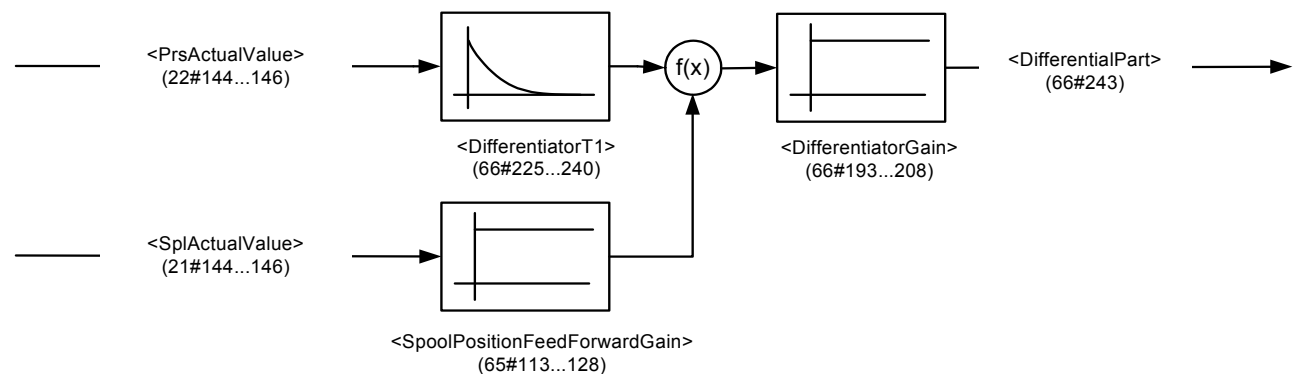 <PrsActualValue>
(22#144...146)
<DifferentiatorT1>
(66#225...240)
f(x)
<DifferentiatorGain>
(66#193...208)
<DifferentialPart>
(66#243)
<SplActualValue>
(21#144...146)
<SpoolPositionFeedForwardGain>
(65#113...128)